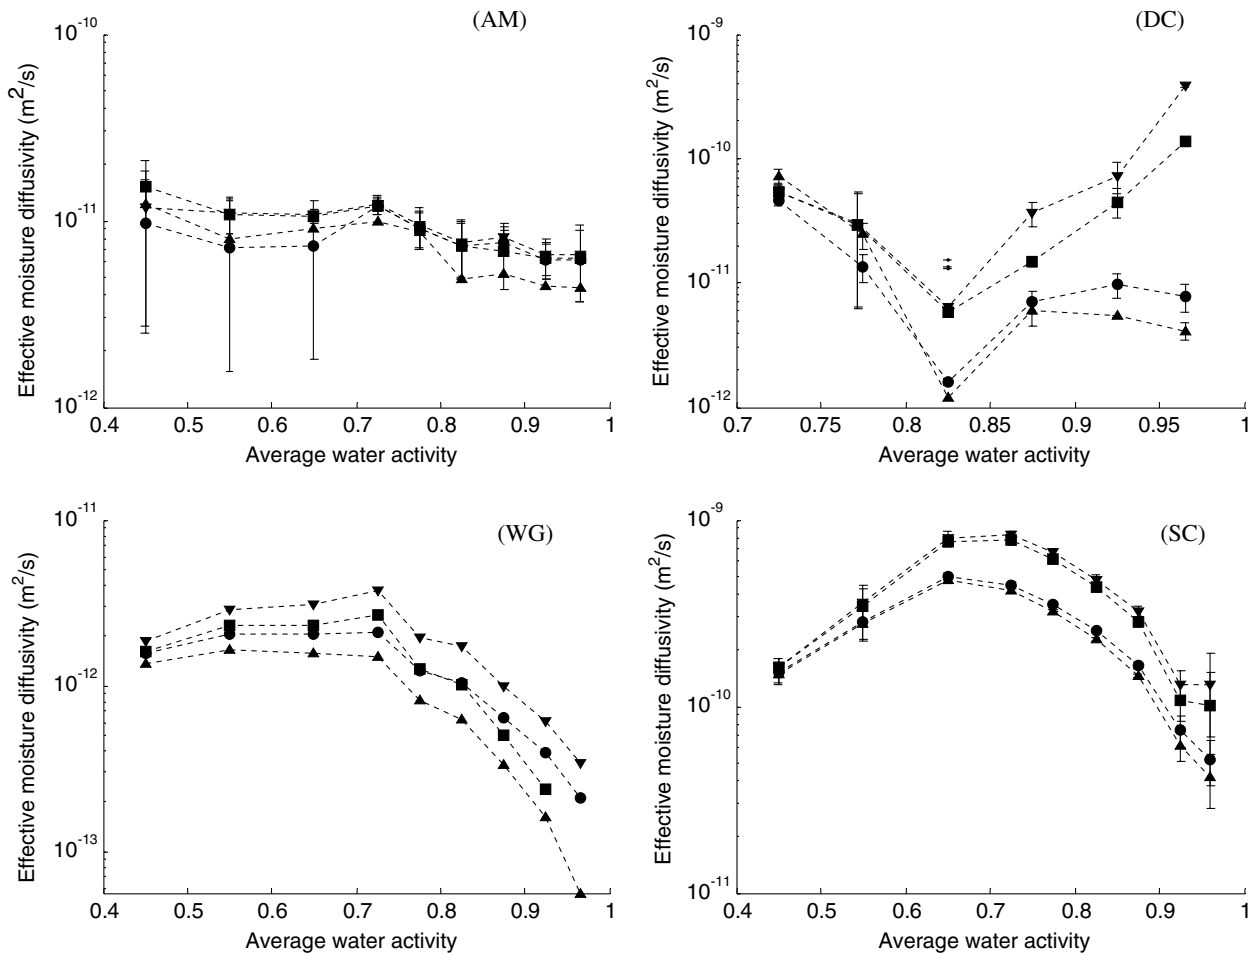 (AM)
10^-10
10^-11
10^-12
Effective moisture diffusivity (m^2/s)
0.4 0.5 0.6 0.7 0.8 0.9 1
Average water activity
(DC)
10^-9
10^-10
10^-11
10^-12
Effective moisture diffusivity (m^2/s)
0.7 0.75 0.8 0.85 0.9 0.95 1
Average water activity
(WG)
10^-11
10^-12
10^-13
Effective moisture diffusivity (m^2/s)
0.4 0.5 0.6 0.7 0.8 0.9 1
Average water activity
(SC)
10^-9
10^-10
10^-11
Effective moisture diffusivity (m^2/s)
0.4 0.5 0.6 0.7 0.8 0.9 1
Average water activity